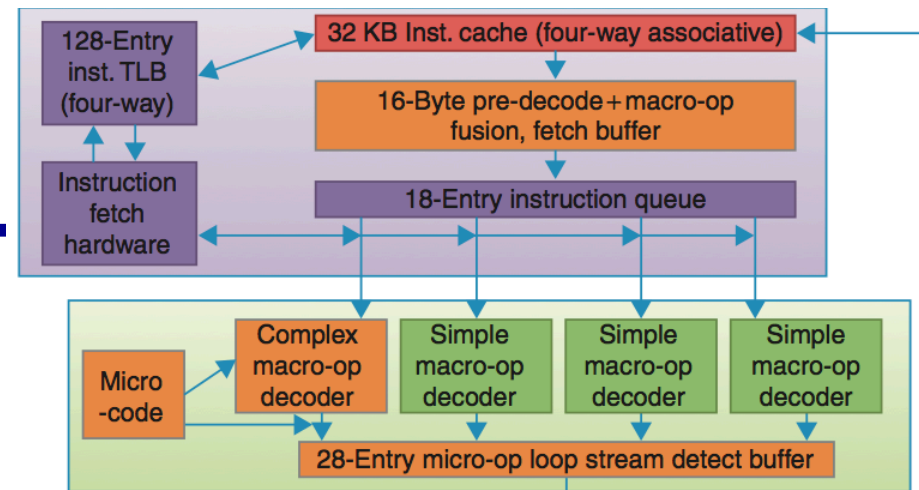 128-Entry
inst. TLB
(four-way)
32 KB Inst. cache (four-way associative)
16-Byte pre-decode+macro-op
fusion, fetch buffer
Instruction
fetch
hardware
18-Entry instruction queue
Micro
-code
Complex
macro-op
decoder
Simple
macro-op
decoder
Simple
macro-op
decoder
Simple
macro-op
decoder
28-Entry micro-op loop stream detect buffer